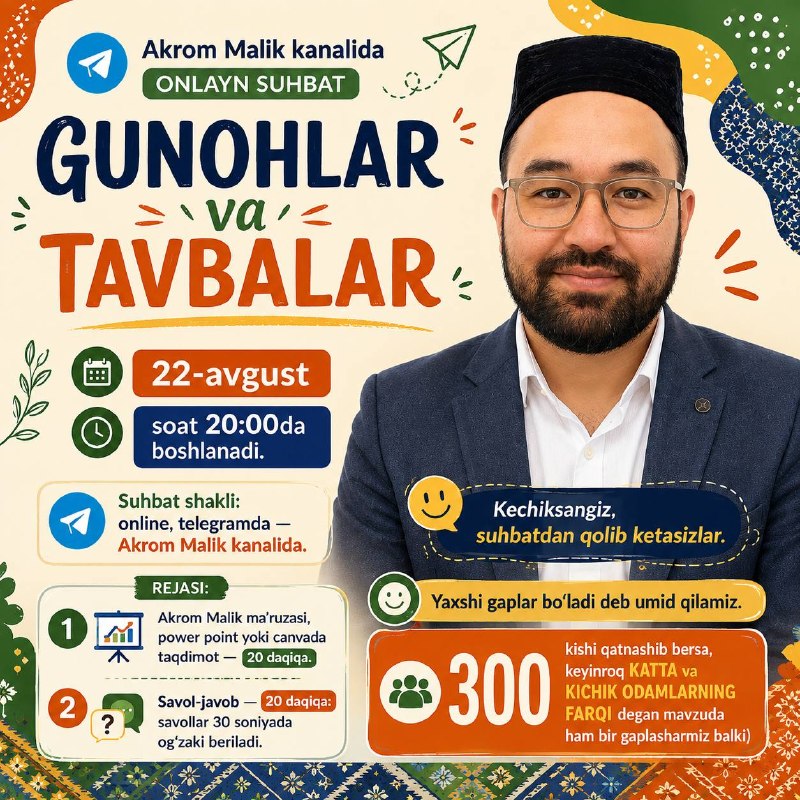 Akrom Malik kanalida
ONLAYN SUHBAT
GUNOHLAR
va
TAVBALAR
22-avgust
soat 20:00da
boshlanadi.
Suhbat shakli:
online, telegramda —
Akrom Malik kanalida.
Kechiksangiz,
suhbatdan qolib ketasizlar.
REJASI:
1
Akrom Malik ma'ruzasi,
power point yoki canvada
taqdimot — 20 daqiqa.
2
?
Savol-javob — 20 daqiqa:
savollar 30 soniyada
og'zaki beriladi.
Yaxshi gaplar bo'ladi deb umid qilamiz.
300
kishi qatnashib bersa,
keyinroq KATTA va
KICHIK ODAMLARNING
FARQI degan mavzuda
ham bir gaplasharmiz balki)